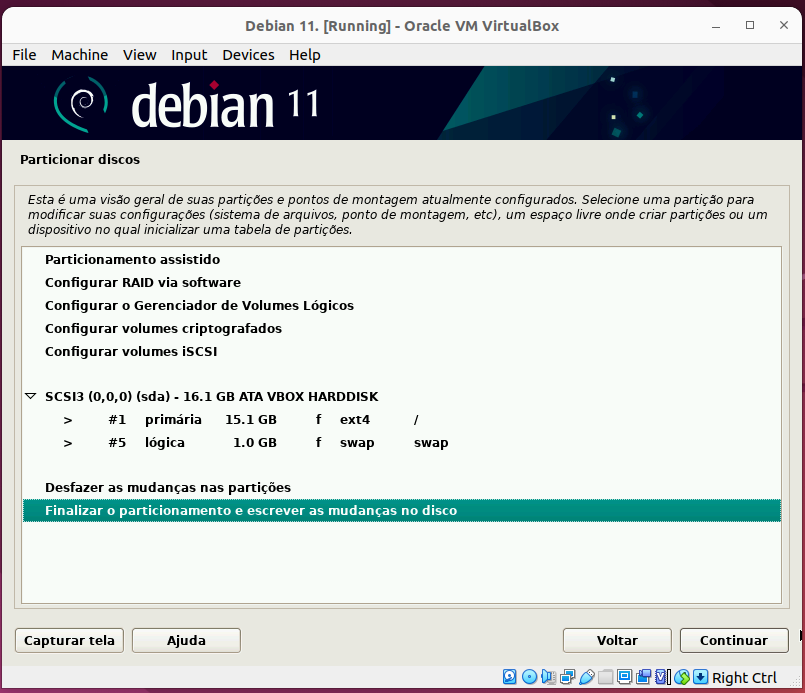 Debian 11. [Running] - Oracle VM VirtualBox
File Machine View Input Devices Help
debian 11
Particionar discos
Esta é uma visão geral de suas partições e pontos de montagem atualmente configurados. Selecione uma partição para
modificar suas configurações (sistema de arquivos, ponto de montagem, etc), um espaço livre onde criar partições ou um
dispositivo no qual inicializar uma tabela de partições.
Particionamento assistido
Configurar RAID via software
Configurar o Gerenciador de Volumes Lógicos
Configurar volumes criptografados
Configurar volumes iSCSI
SCSI3 (0,0,0) (sda) - 16.1 GB ATA VBOX HARDDISK
> #1 primária 15.1 GB f ext4 /
> #5 lógica 1.0 GB f swap swap
Desfazer as mudanças nas partições
Finalizar o particionamento e escrever as mudanças no disco
Capturar tela Ajuda Voltar Continuar
Right Ctrl